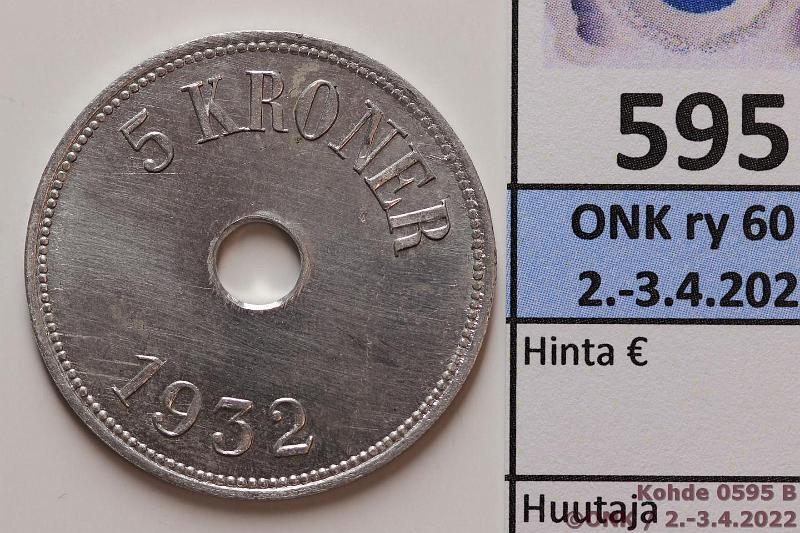 5 KRONER
1932
595
ONK ry 60
2.-3.4.202
Hinta €
Huutaja
Kohde 0595 B
©ONK / 2.-3.4.2022